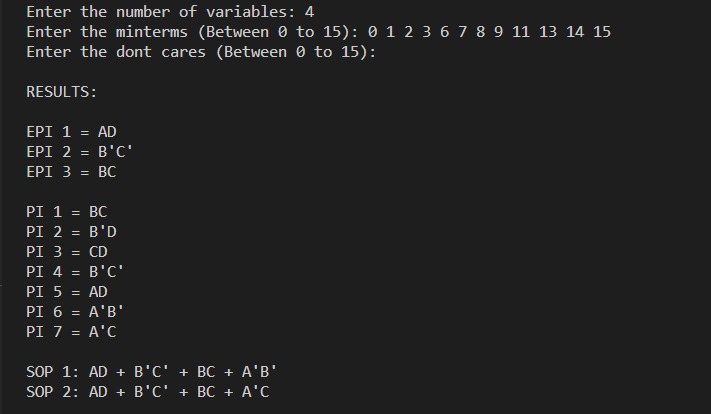 Enter the number of variables: 4
Enter the minterms (Between 0 to 15): 0 1 2 3 6 7 8 9 11 13 14 15
Enter the dont cares (Between 0 to 15):
RESULTS:
EPI 1 = AD
EPI 2 = B'C'
EPI 3 = BC
PI 1 = BC
PI 2 = B'D
PI 3 = CD
PI 4 = B'C'
PI 5 = AD
PI 6 = A'B'
PI 7 = A'C
SOP 1: AD + B'C' + BC + A'B'
SOP 2: AD + B'C' + BC + A'C